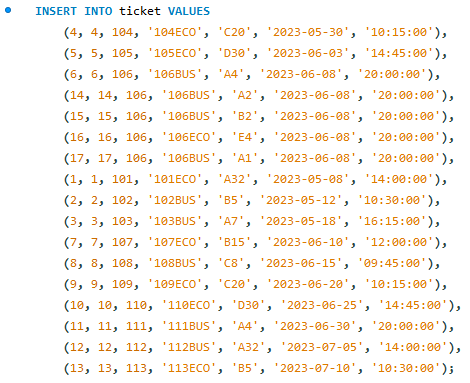 INSERT INTO ticket VALUES
(4, 4, 104, '104ECO', 'C20', '2023-05-30', '10:15:00'),
(5, 5, 105, '105ECO', 'D30', '2023-06-03', '14:45:00'),
(6, 6, 106, '106BUS', 'A4', '2023-06-08', '20:00:00'),
(14, 14, 106, '106BUS', 'A2', '2023-06-08', '20:00:00'),
(15, 15, 106, '106BUS', 'B2', '2023-06-08', '20:00:00'),
(16, 16, 106, '106ECO', 'E4', '2023-06-08', '20:00:00'),
(17, 17, 106, '106BUS', 'A1', '2023-06-08', '20:00:00'),
(1, 1, 101, '101ECO', 'A32', '2023-05-08', '14:00:00'),
(2, 2, 102, '102BUS', 'B5', '2023-05-12', '10:30:00'),
(3, 3, 103, '103BUS', 'A7', '2023-05-18', '16:15:00'),
(7, 7, 107, '107ECO', 'B15', '2023-06-10', '12:00:00'),
(8, 8, 108, '108BUS', 'C8', '2023-06-15', '09:45:00'),
(9, 9, 109, '109ECO', 'C20', '2023-06-20', '10:15:00'),
(10, 10, 110, '110ECO', 'D30', '2023-06-25', '14:45:00'),
(11, 11, 111, '111BUS', 'A4', '2023-06-30', '20:00:00'),
(12, 12, 112, '112BUS', 'A32', '2023-07-05', '14:00:00'),
(13, 13, 113, '113ECO', 'B5', '2023-07-10', '10:30:00');